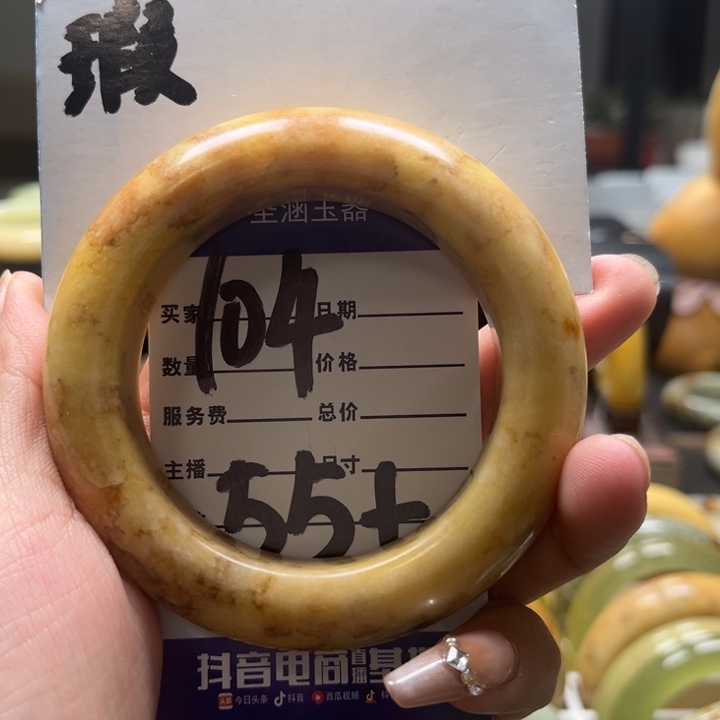 瑕
圣涵玉器
104
买家 日期
数量 价格
服务费 总价
主播 尺寸
55+
抖音电商直播基
今日头条 抖音 西瓜视频 抖